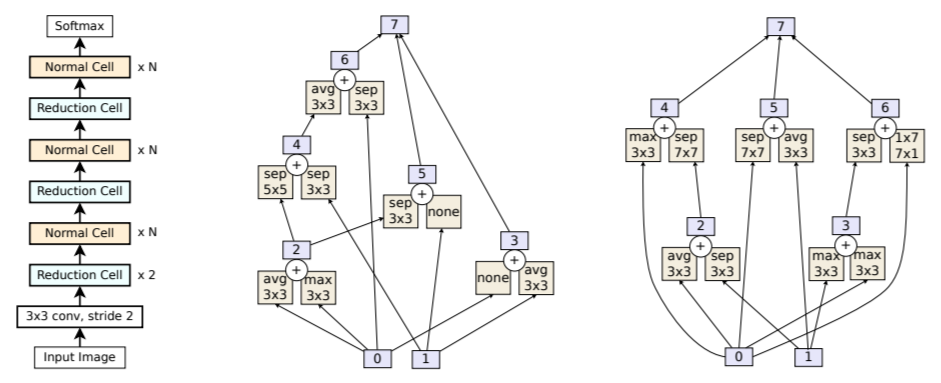 Softmax
Normal Cell x N
Reduction Cell
Normal Cell x N
Reduction Cell
Normal Cell x N
Reduction Cell x 2
3x3 conv, stride 2
Input Image
7
6
+
avg
3x3
sep
3x3
4
+
sep
5x5
sep
3x3
5
+
sep
3x3
none
2
+
avg
3x3
max
3x3
3
+
none
avg
3x3
0
1
7
4
+
max
3x3
sep
7x7
5
+
sep
7x7
avg
3x3
6
+
sep
3x3
1x7
7x1
2
+
avg
3x3
sep
3x3
3
+
max
3x3
max
3x3
0
1